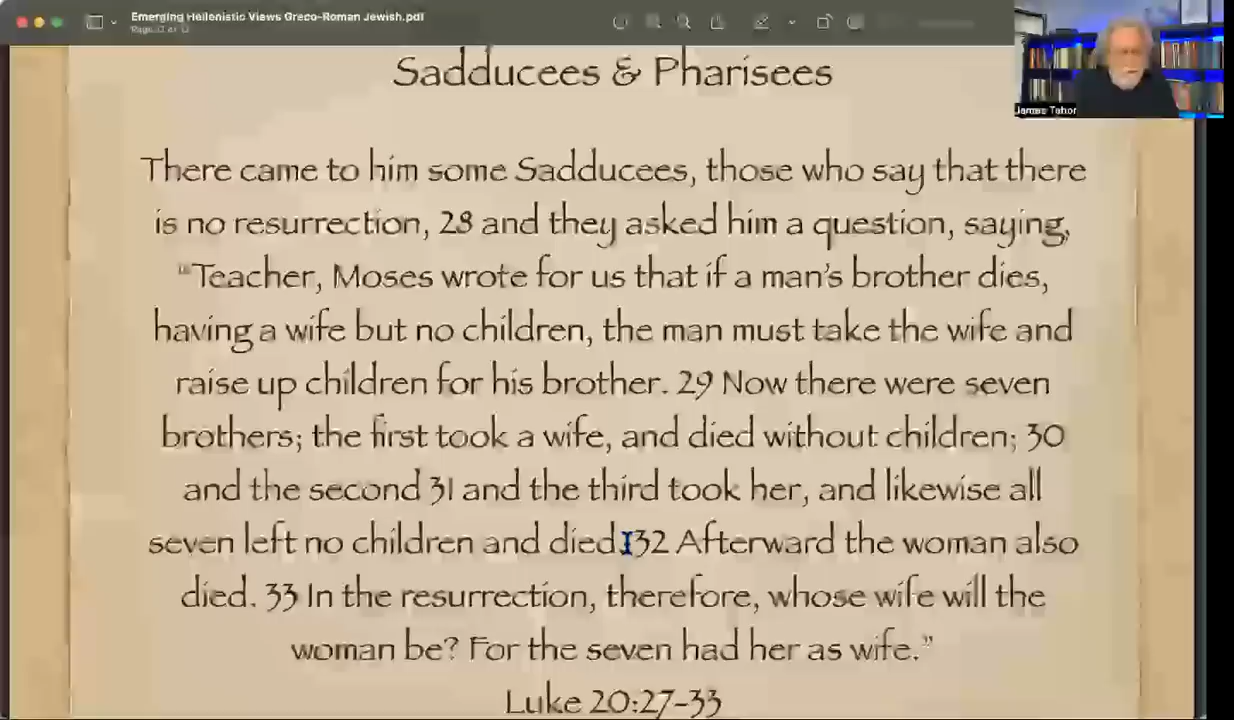 Emerging Hellenistic Views Greco-Roman Jewish.pdf
Sadducees & Pharisees
James Tabor
There came to him some Sadducees, those who say that there
is no resurrection, 28 and they asked him a question, saying,
“Teacher, Moses wrote for us that if a man’s brother dies,
having a wife but no children, the man must take the wife and
raise up children for his brother. 29 Now there were seven
brothers; the first took a wife, and died without children; 30
and the second 31 and the third took her, and likewise all
seven left no children and died. 32 Afterward the woman also
died. 33 In the resurrection, therefore, whose wife will the
woman be? For the seven had her as wife.”
Luke 20:27-33